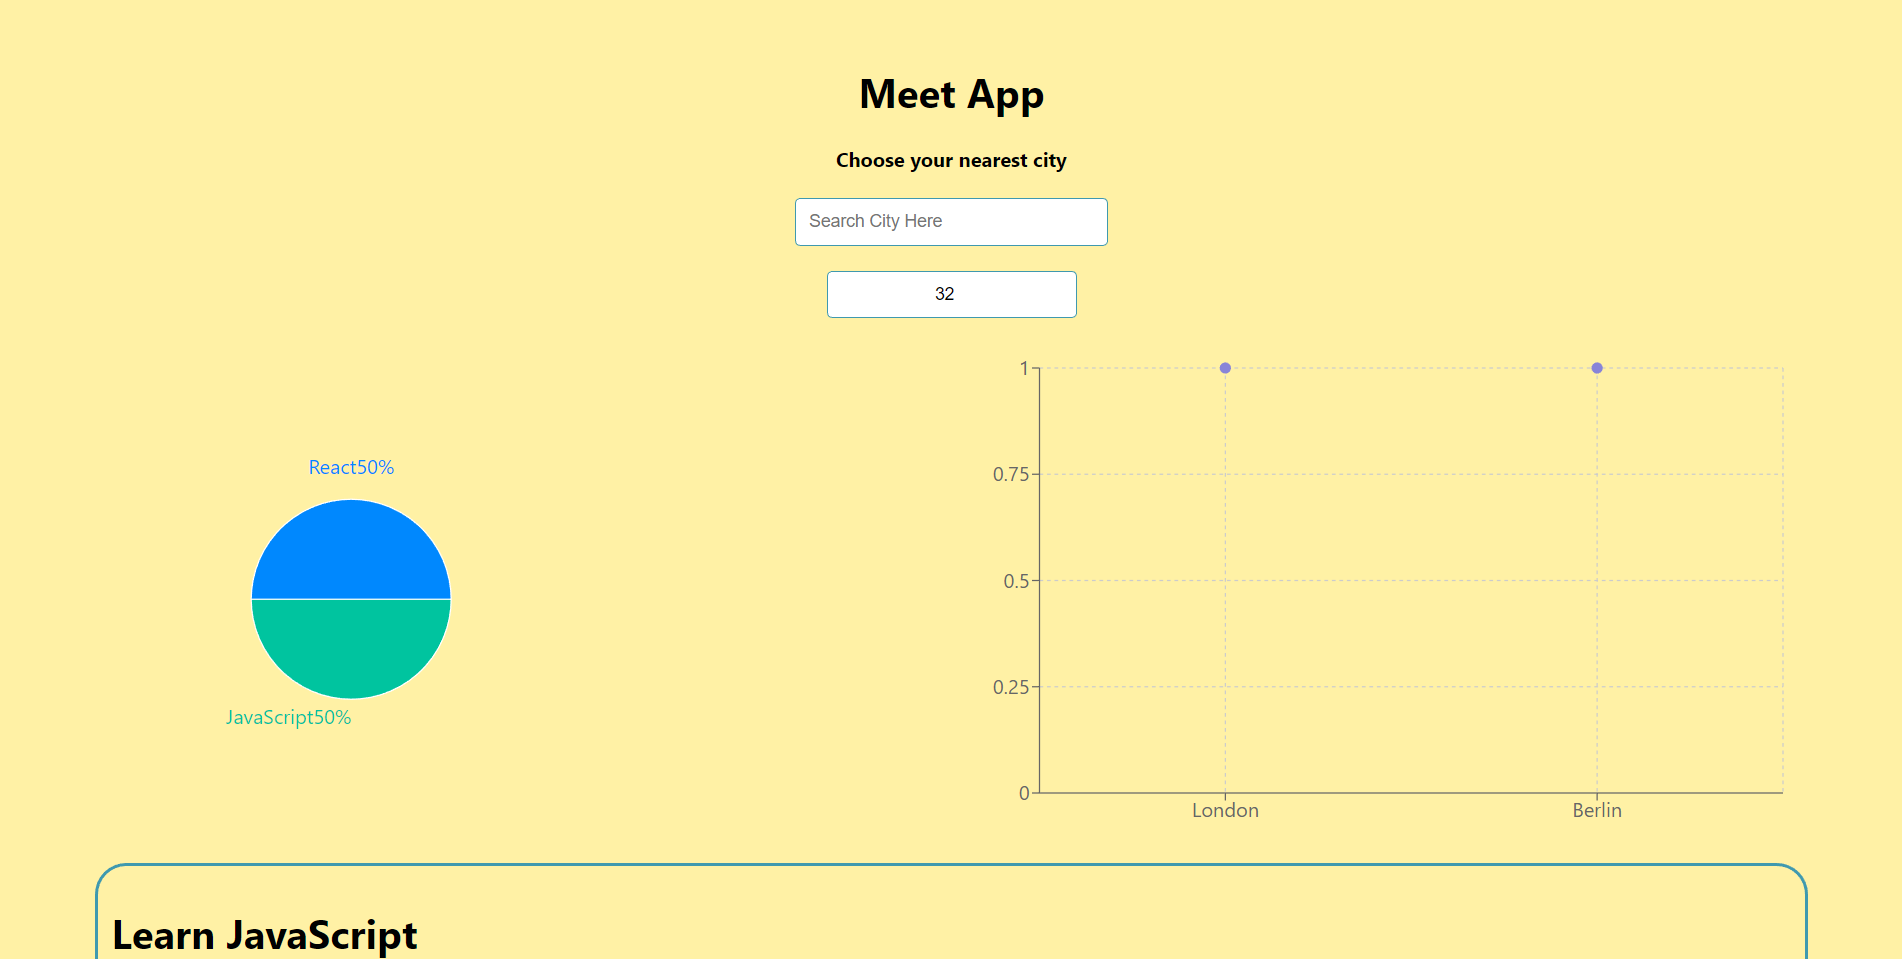 Meet App
Choose your nearest city
Search City Here
32
React50%
JavaScript50%
1
0.75
0.5
0.25
0
London
Berlin
Learn JavaScript